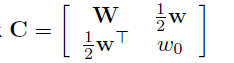 C = [ W ½w
½w⊤ w₀ ]